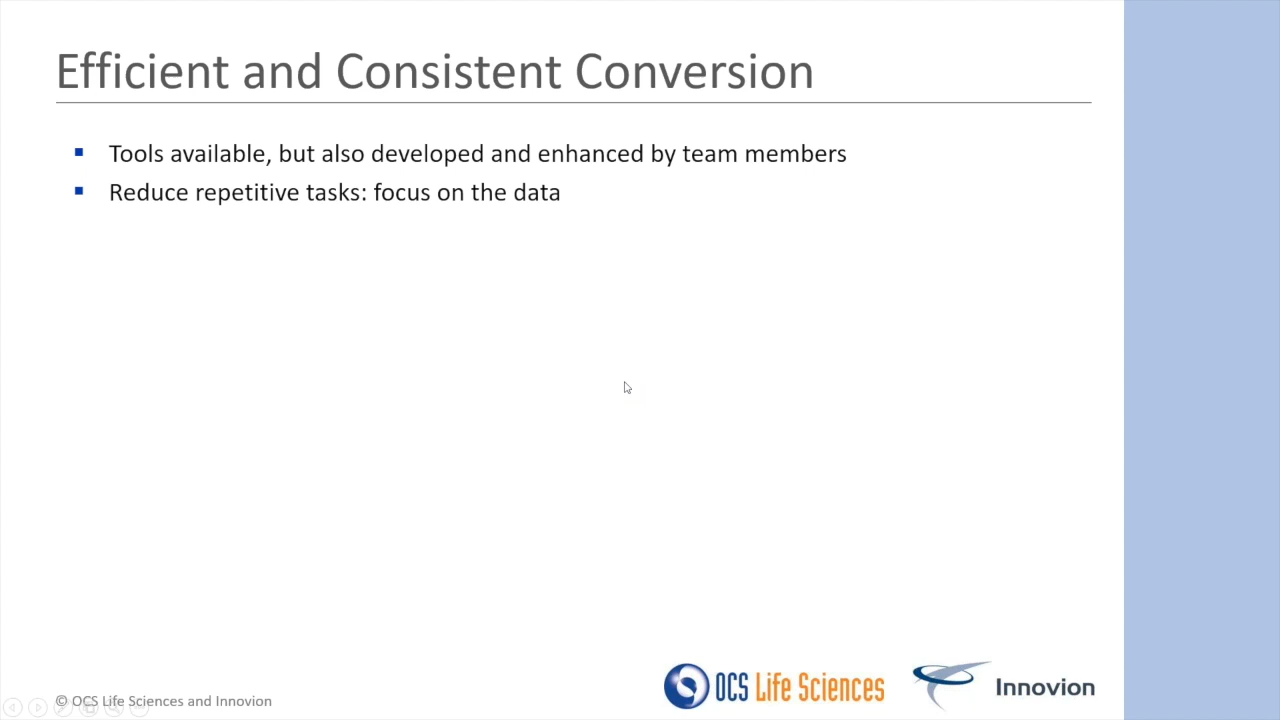 Efficient and Consistent Conversion
Tools available, but also developed and enhanced by team members
Reduce repetitive tasks: focus on the data
© OCS Life Sciences and Innovion
OCS Life Sciences
Innovion